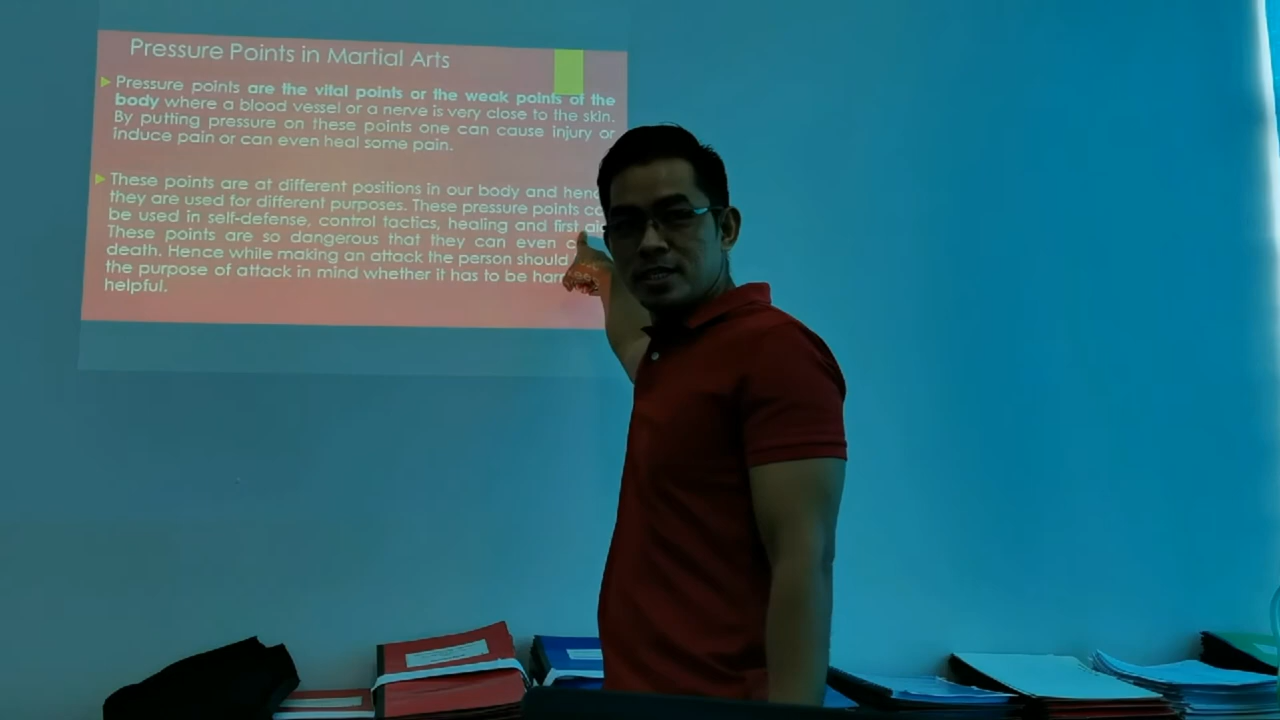 Pressure Points in Martial Arts
Pressure points are the vital points or the weak points of the
body where a blood vessel or a nerve is very close to the skin.
By putting pressure on these points one can cause injury or
induce pain or can even heal some pain.
These points are at different positions in our body and
they are used for different purposes. These pressure points
be used in self-defense, control tactics, healing and first
These points are so dangerous that they can even
death. Hence while making an attack the person should
the purpose of attack in mind whether it has to be
helpful.